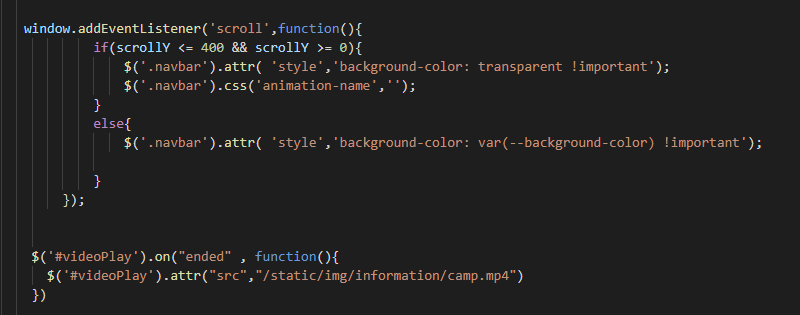 window.addEventListener('scroll',function(){
if(scrollY <= 400 && scrollY >= 0){
$('.navbar').attr( 'style','background-color: transparent !important');
$('.navbar').css('animation-name','');
}
else{
$('.navbar').attr( 'style','background-color: var(--background-color) !important');
}
});
$('#videoPlay').on("ended" , function(){
$('#videoPlay').attr("src","/static/img/information/camp.mp4")
})